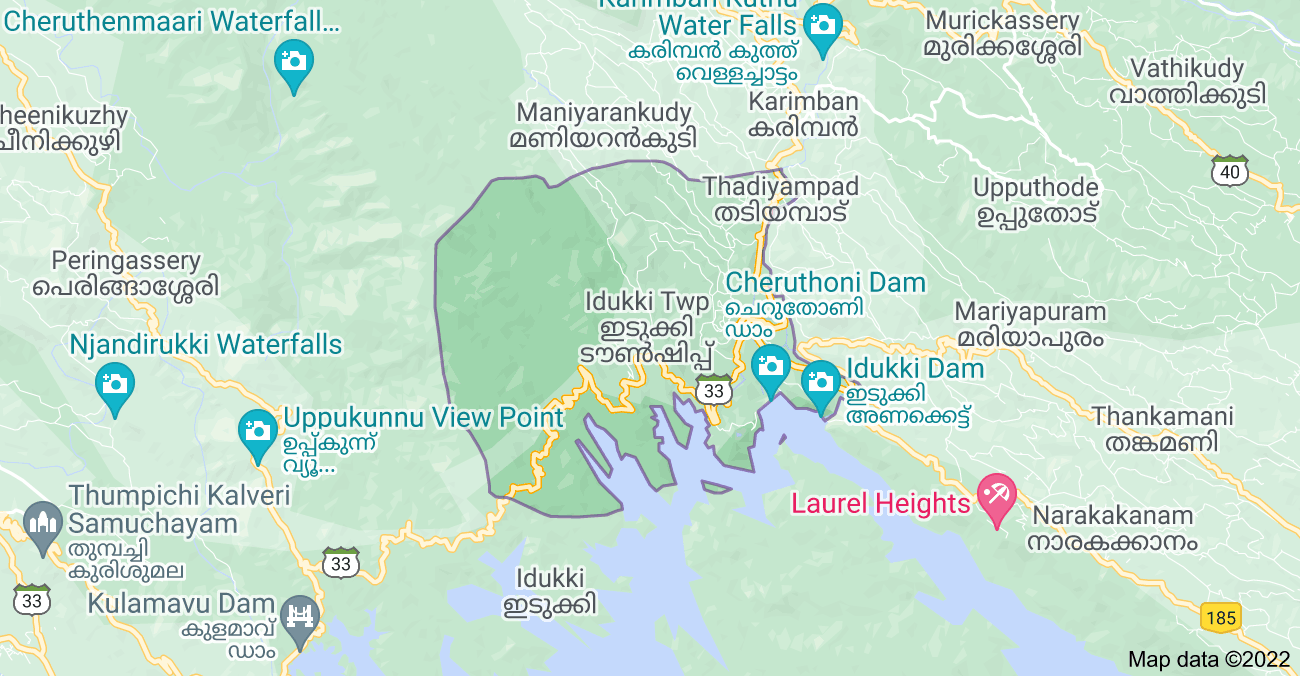 Cheruthenmaari Waterfall...
Karimban Kuthu
Water Falls
കരിമ്പൻ കുത്ത്
വെള്ളച്ചാട്ടം
Murickassery
മുരിക്കശ്ശേരി
Vathikudy
വാത്തിക്കുടി
heenikuzhy
ചീനിക്കുഴി
Maniyarankudy
മണിയറൻകുടി
Karimban
കരിമ്പൻ
40
Thadiyampad
തടിയമ്പാട്
Upputhode
ഉപ്പുതോട്
Peringassery
പെരിങ്ങാശ്ശേരി
Cheruthoni Dam
ചെറുതോണി
ഡാം
Idukki Twp
ഇടുക്കി
ടൗൺഷിപ്പ്
Mariyapuram
മരിയാപുരം
Njandirukki Waterfalls
33
Idukki Dam
ഇടുക്കി
അണക്കെട്ട്
Uppukunnu View Point
ഉപ്പ്കുന്ന്
വ്യൂ...
Thankamani
തങ്കമണി
Thumpichi Kalveri
Samuchayam
തുമ്പച്ചി
കുരിശുമല
Laurel Heights
Narakakanam
നാരകക്കാനം
33
33
Idukki
ഇടുക്കി
Kulamavu Dam
കുളമാവ്
ഡാം
185
Map data ©2022